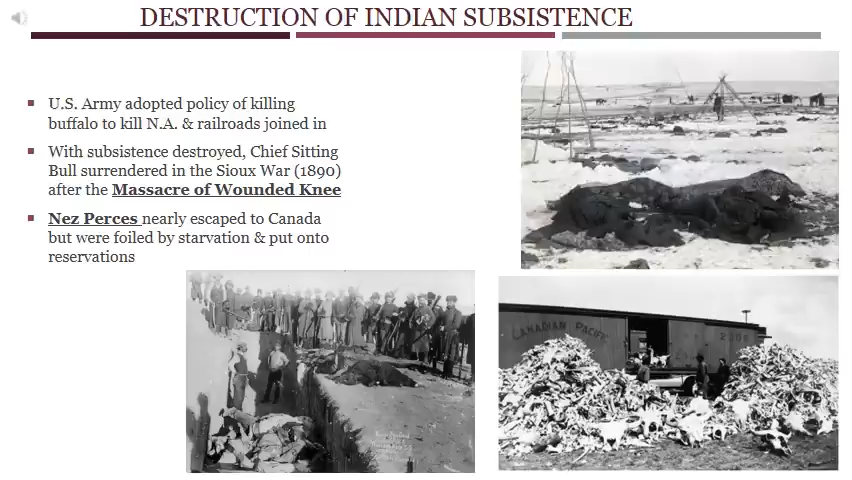 DESTRUCTION OF INDIAN SUBSISTENCE
U.S. Army adopted policy of killing
buffalo to kill N.A. & railroads joined in
With subsistence destroyed, Chief Sitting
Bull surrendered in the Sioux War (1890)
after the Massacre of Wounded Knee
Nez Perces nearly escaped to Canada
but were foiled by starvation & put onto
reservations
CANADIAN PACIFIC